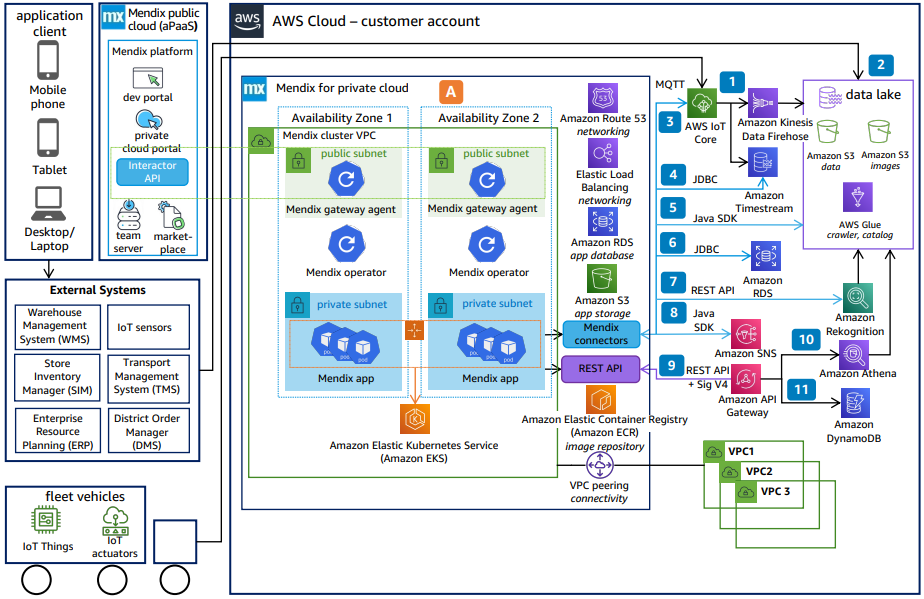 application
client
Mobile
phone
Tablet
Desktop/
Laptop
mx
Mendix public
cloud (aPaaS)
Mendix platform
dev portal
private
cloud portal
Interactor
API
team
server
market-
place
External Systems
Warehouse
Management
System (WMS)
IoT sensors
Store
Inventory
Manager (SIM)
Transport
Management
System (TMS)
Enterprise
Resource
Planning (ERP)
District Order
Manager
(DMS)
fleet vehicles
IoT Things
IoT
actuators
aws
AWS Cloud – customer account
mx
Mendix for private cloud
A
Availability Zone 1
Availability Zone 2
Mendix cluster VPC
public subnet
public subnet
Mendix gateway agent
Mendix gateway agent
Mendix operator
Mendix operator
private subnet
private subnet
pod
pod
Mendix app
Mendix app
Amazon Elastic Kubernetes Service
(Amazon EKS)
53
Amazon Route 53
networking
Elastic Load
Balancing
networking
Amazon RDS
app database
Amazon S3
app storage
Mendix
connectors
REST API
Amazon Elastic Container Registry
(Amazon ECR)
image repository
VPC peering
connectivity
MQTT
1
2
3
AWS IoT
Core
Amazon Kinesis
Data Firehose
data lake
Amazon S3
data
Amazon S3
images
AWS Glue
crawler, catalog
4
JDBC
Amazon
Timestream
5
Java SDK
6
JDBC
Amazon
RDS
7
REST API
Amazon
Rekognition
8
Java
SDK
Amazon SNS
9
REST API
+ Sig V4
Amazon API
Gateway
10
Amazon Athena
11
Amazon
DynamoDB
VPC1
VPC2
VPC 3